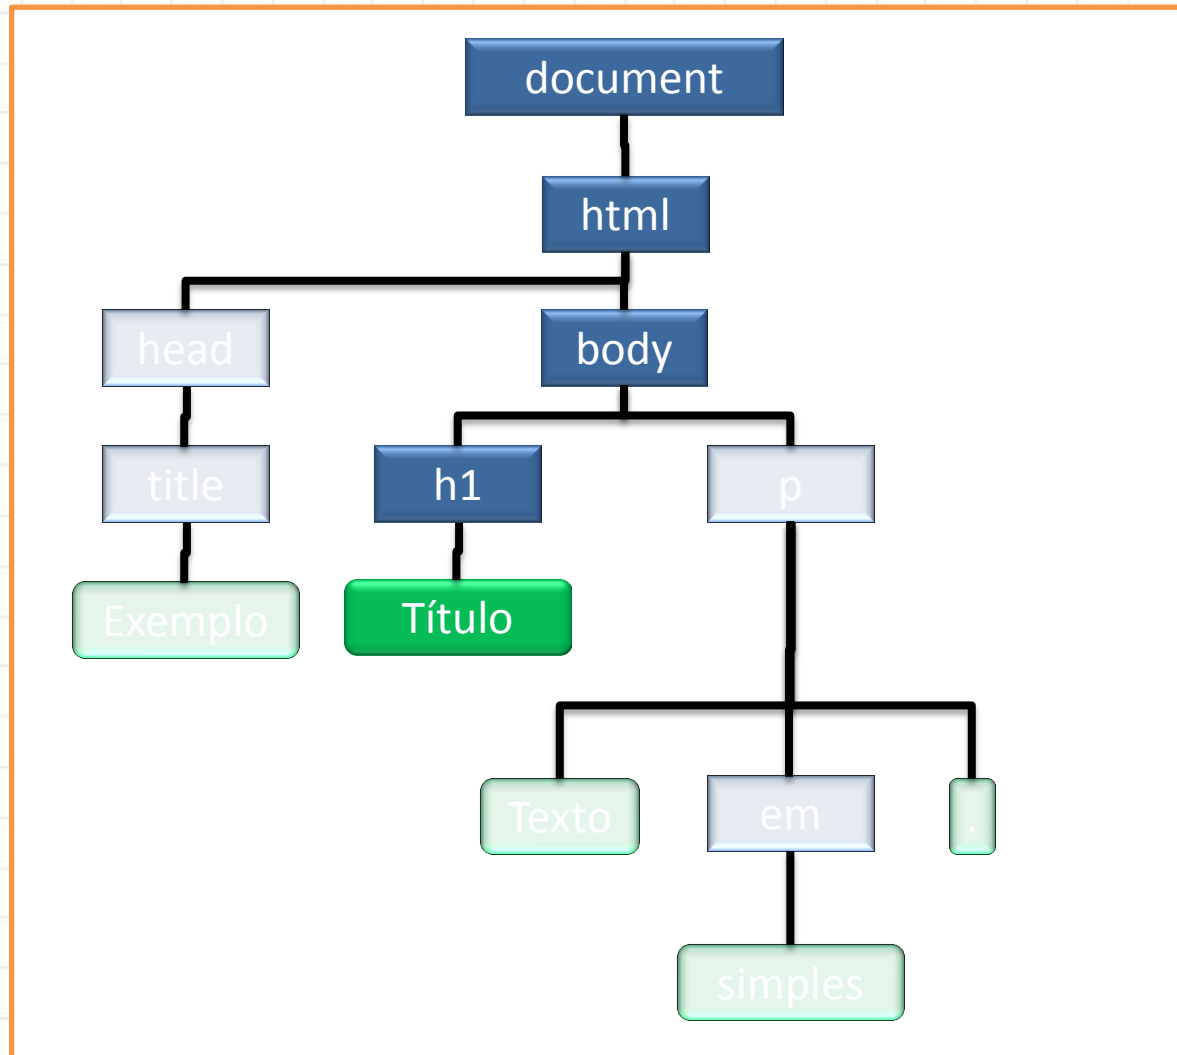 document
html
head
body
title
h1
p
Exemplo
Título
Texto
em
.
simples